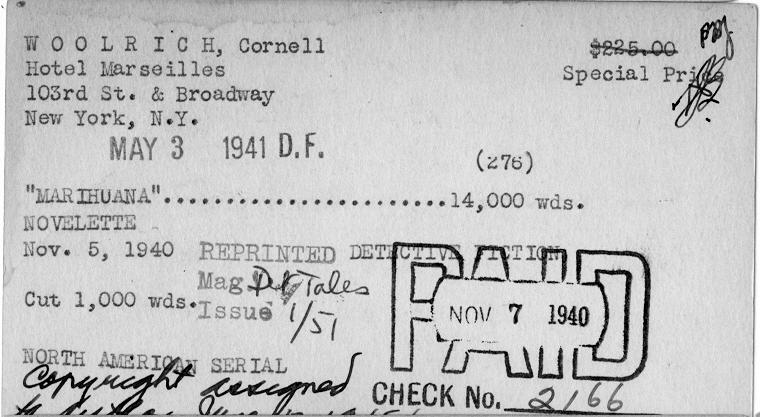 W O O L R I C H, Cornell
$225.00
Hotel Marseilles
Special Price
103rd St. & Broadway
New York, N.Y.
MAY 3 1941 D.F.
(276)
"MARIHUANA".......................14,000 wds.
NOVELETTE
Nov. 5, 1940 REPRINTED DETECTIVE FICTION
Mag Det Tales
Cut 1,000 wds.
Issue 1/51
PAID
NOV 7 1940
NORTH AMERICAN SERIAL
Copyright assigned
CHECK No. 2166